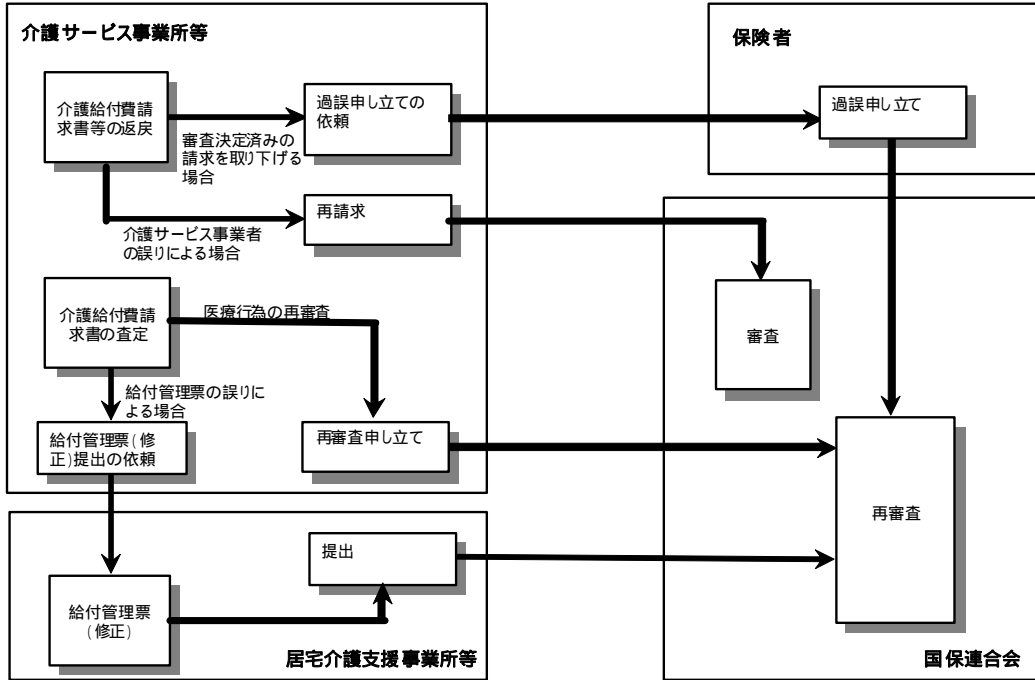 介護サービス事業所等
保険者
介護給付費請
求書等の返戻
過誤申し立ての
依頼
過誤申し立て
審査決定済みの
請求を取り下げる
場合
再請求
介護サービス事業者
の誤りによる場合
介護給付費請
求書の査定
医療行為の再審査
審査
給付管理票の誤りに
よる場合
給付管理票(修
正)提出の依頼
再審査申し立て
再審査
提出
給付管理票
(修正)
居宅介護支援事業所等
国保連合会